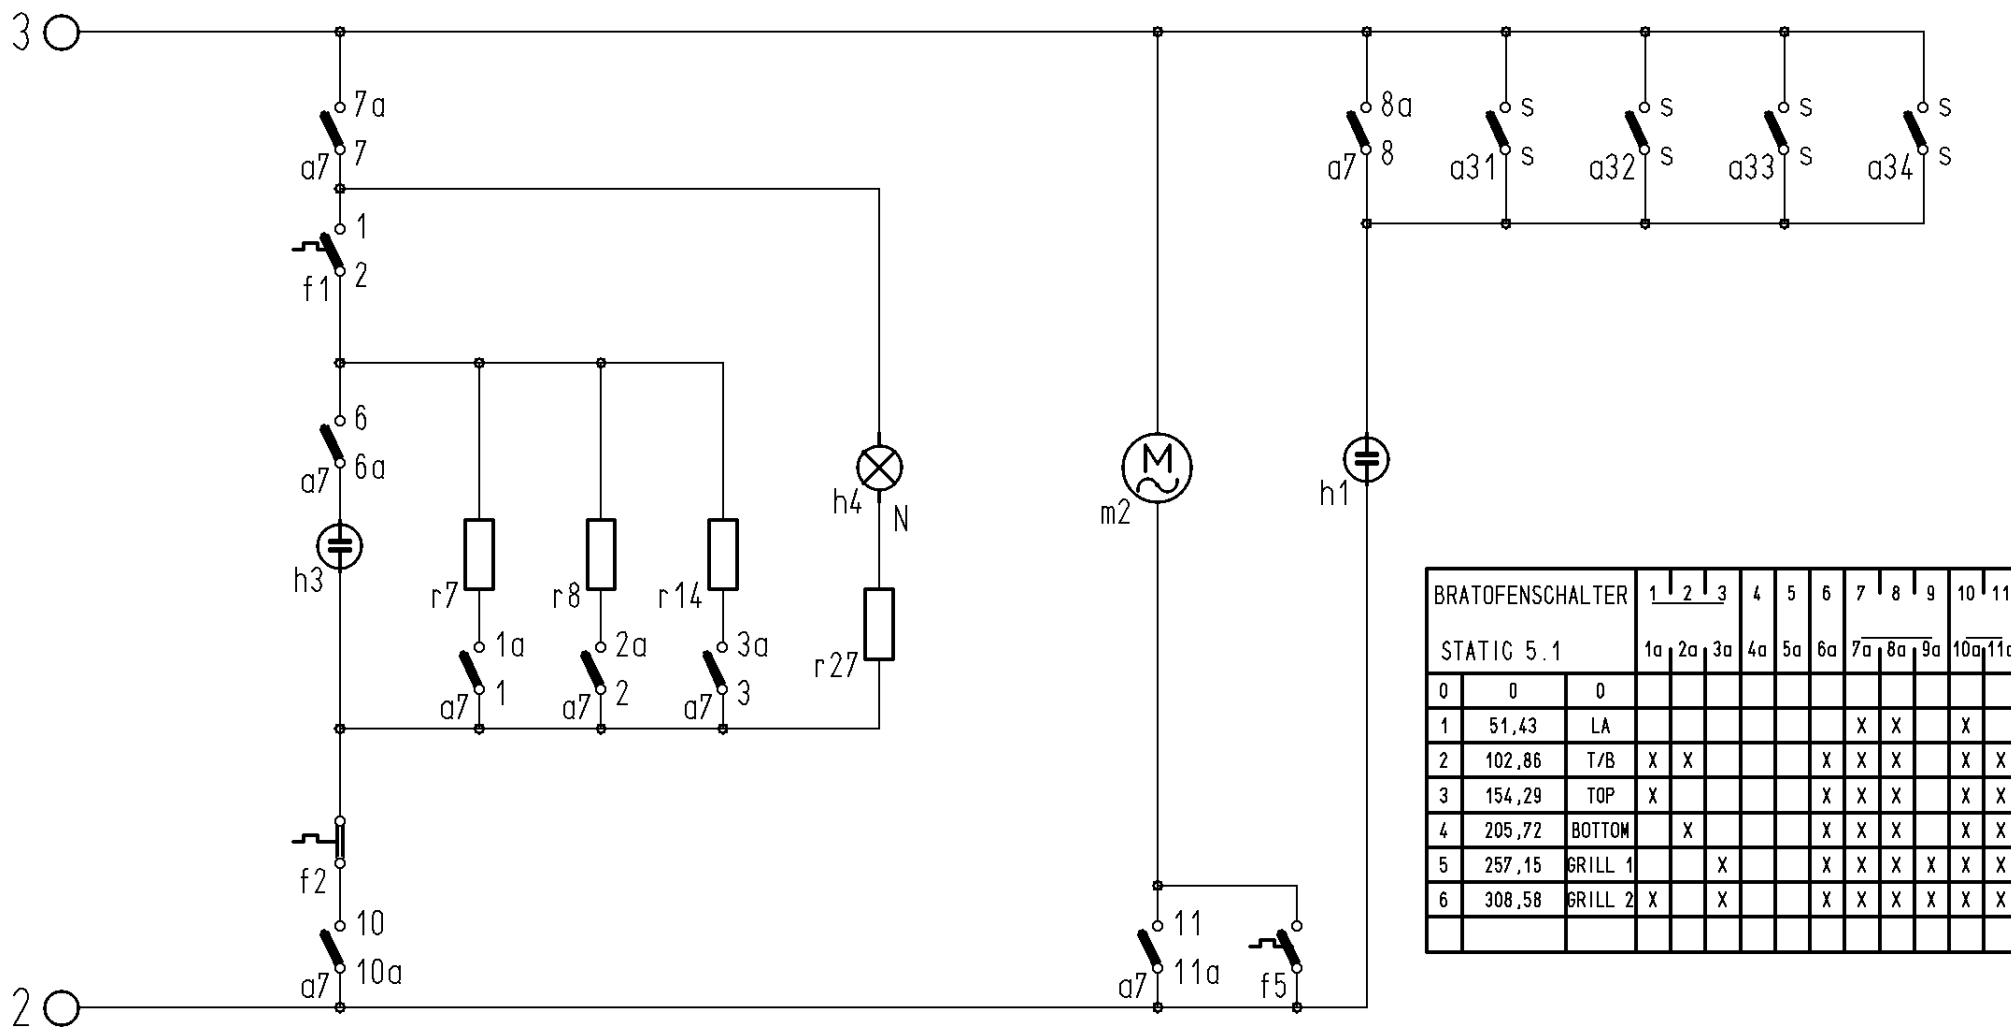 3
7a
7
a7
8a
8
a7
S
S
a31
S
S
a32
S
S
a33
S
S
a34
1
2
f1
6
6a
a7
h3
r7
r8
r14
h4
N
r27
M
m2
h1
1a
1
a7
2a
2
a7
3a
3
a7
f2
10
10a
a7
11
11a
a7
f5
2
BRATOFENSCHALTER 1 2 3 4 5 6 7 8 9 10 11
STATIC 5.1 1a 2a 3a 4a 5a 6a 7a 8a 9a 10a 11a
0 0 0
1 51,43 LA X X X
2 102,86 T/B X X X X X X X
3 154,29 TOP X X X X X X
4 205,72 BOTTOM X X X X X X
5 257,15 GRILL 1 X X X X X X X
6 308,58 GRILL 2 X X X X X X X X